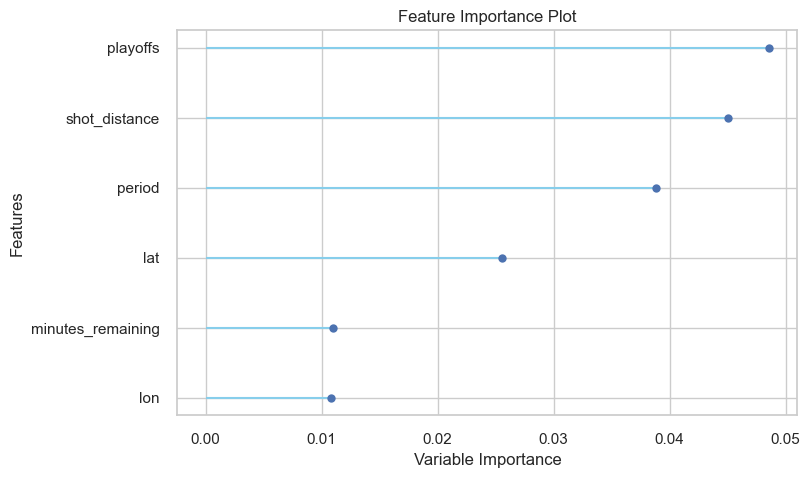 Feature Importance Plot
playoffs
shot_distance
period
lat
minutes_remaining
lon
Features
0.00 0.01 0.02 0.03 0.04 0.05
Variable Importance